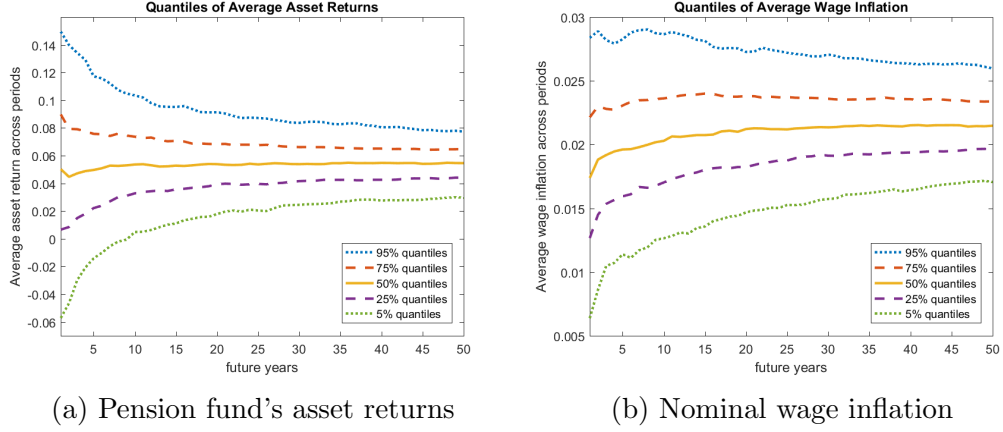 Quantiles of Average Asset Returns
Average asset return across periods
0.14
0.12
0.1
0.08
0.06
0.04
0.02
0
-0.02
-0.04
-0.06
5 10 15 20 25 30 35 40 45 50
future years
95% quantiles
75% quantiles
50% quantiles
25% quantiles
5% quantiles
(a) Pension fund's asset returns
Quantiles of Average Wage Inflation
Average wage inflation across periods
0.03
0.025
0.02
0.015
0.01
0.005
5 10 15 20 25 30 35 40 45 50
future years
95% quantiles
75% quantiles
50% quantiles
25% quantiles
5% quantiles
(b) Nominal wage inflation